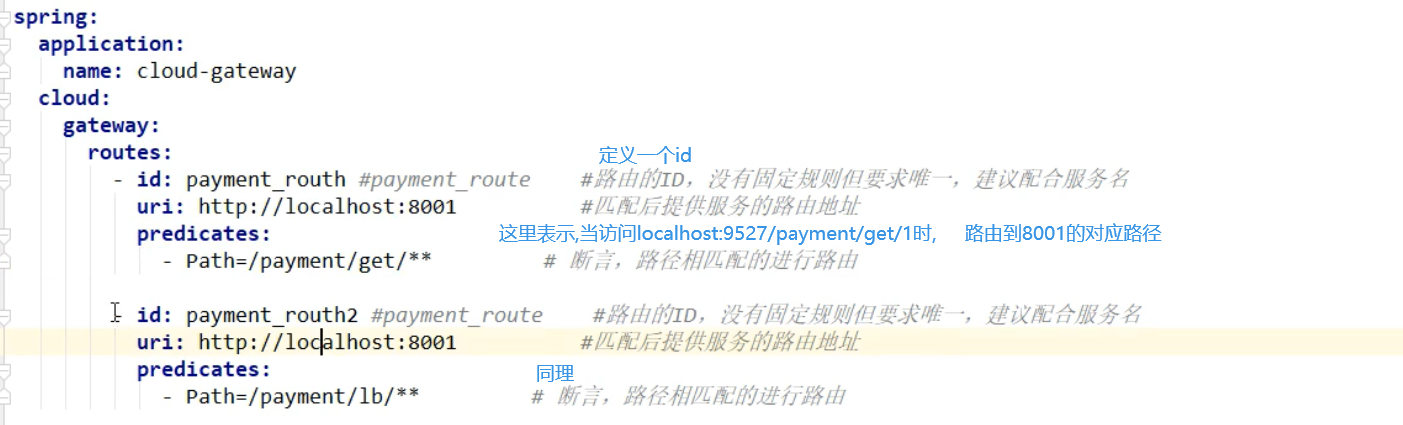 spring:
application:
name: cloud-gateway
cloud:
gateway:
routes:
定义一个id
- id: payment_routh #payment_route #路由的ID，没有固定规则但要求唯一，建议配合服务名
uri: http://localhost:8001 #匹配后提供服务的路由地址
predicates: 这里表示,当访问localhost:9527/payment/get/1时, 路由到8001的对应路径
- Path=/payment/get/** # 断言，路径相匹配的进行路由
- id: payment_routh2 #payment_route #路由的ID，没有固定规则但要求唯一，建议配合服务名
uri: http://localhost:8001 #匹配后提供服务的路由地址
predicates: 同理
- Path=/payment/lb/** # 断言，路径相匹配的进行路由